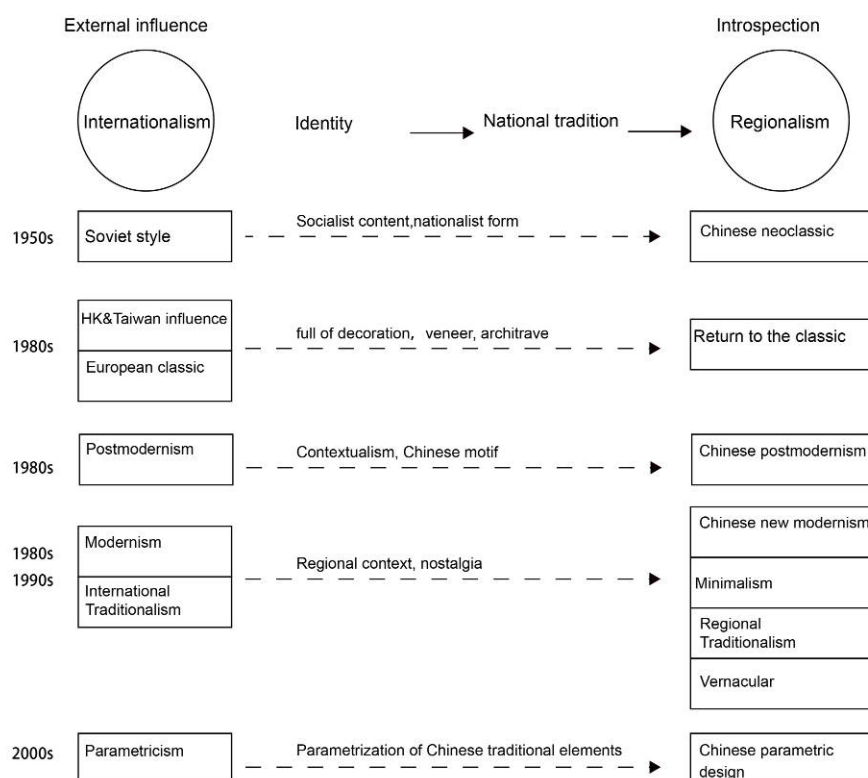 External influence
Introspection
Internationalism
Identity
National tradition
Regionalism
1950s
Soviet style
Socialist content,nationalist form
Chinese neoclassic
1980s
HK&Taiwan influence
European classic
full of decoration, veneer, architrave
Return to the classic
1980s
Postmodernism
Contextualism, Chinese motif
Chinese postmodernism
1980s
1990s
Modernism
International
Traditionalism
Regional context, nostalgia
Chinese new modernism
Minimalism
Regional
Traditionalism
Vernacular
2000s
Parametricism
Parametrization of Chinese traditional elements
Chinese parametric
design